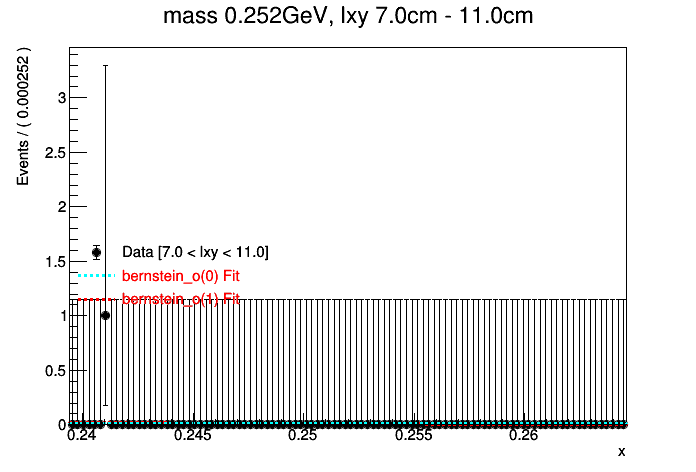 mass 0.252GeV, lxy 7.0cm - 11.0cm
Events / ( 0.000252 )
3
2.5
2
1.5
1
0.5
0
Data [7.0 < lxy < 11.0]
bernstein_o(0) Fit
bernstein_o(1) Fit
0.24 0.245 0.25 0.255 0.26
x